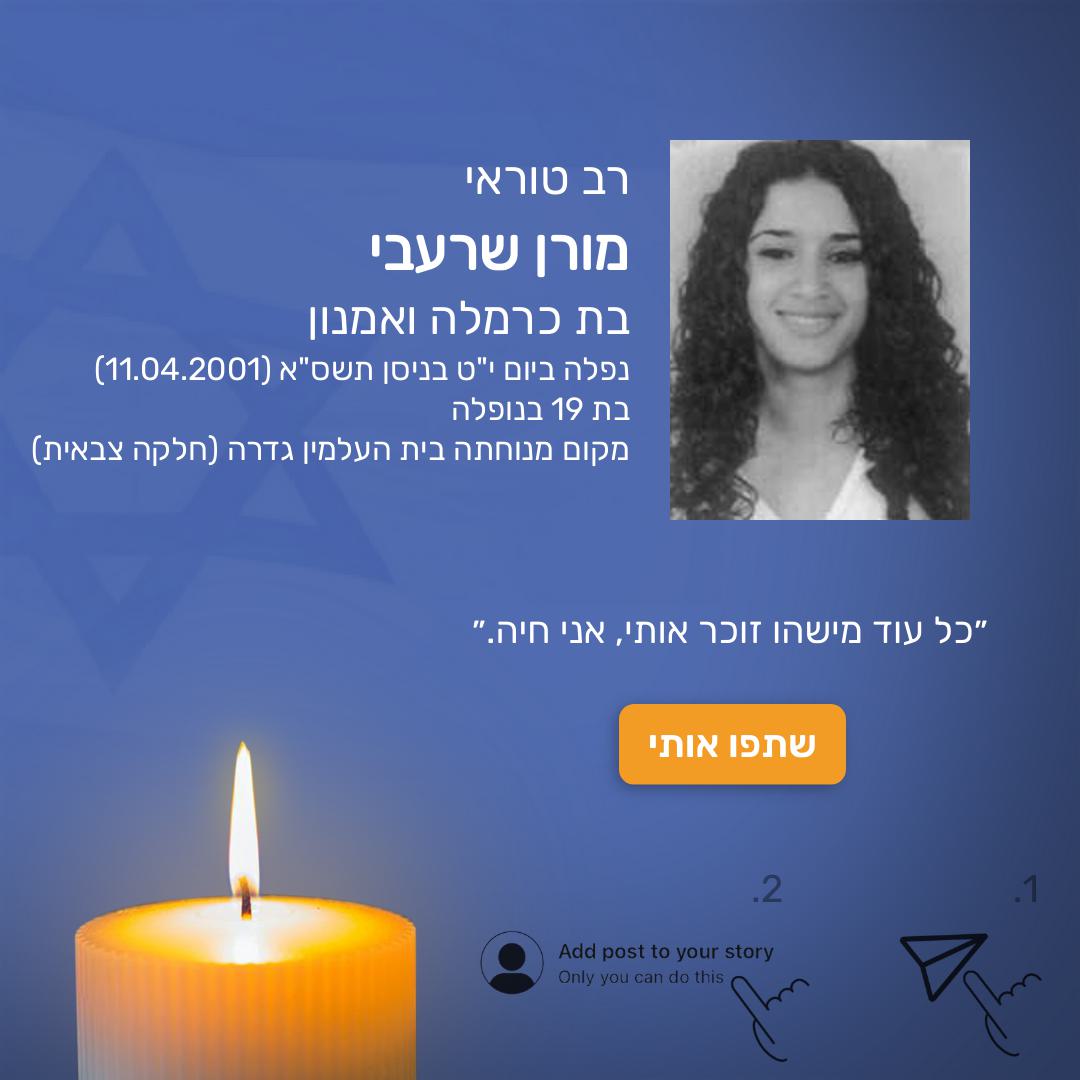 רב טוראי
מורן שרעבי
בת כרמלה ואמנון
נפלה ביום י"ט בניסן תשס"א (11.04.2001)
בת 19 בנופלה
מקום מנוחתה בית העלמין גדרה (חלקה צבאית)
״כל עוד מישהו זוכר אותי, אני חיה.״
שתפו אותי
.1
.2
Add post to your story
Only you can do this